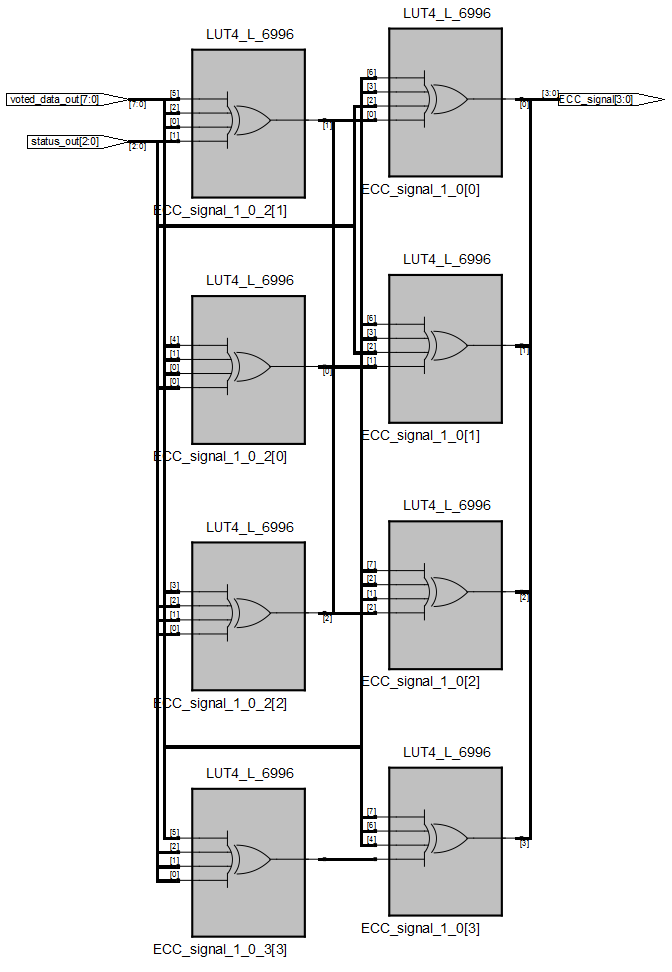 LUT4_L_6996
LUT4_L_6996
voted_data_out[7:0]
[7:0]
[5]
[2]
[0]
[1]
status_out[2:0]
[2:0]
[1]
ECC_signal_1_0_2[1]
[6]
[3]
[2]
[0]
[0]
[3:0]
ECC_signal[3:0]
ECC_signal_1_0[0]
LUT4_L_6996
LUT4_L_6996
[4]
[1]
[0]
[0]
[0]
ECC_signal_1_0_2[0]
[6]
[3]
[2]
[1]
[1]
ECC_signal_1_0[1]
LUT4_L_6996
LUT4_L_6996
[3]
[2]
[1]
[0]
[2]
ECC_signal_1_0_2[2]
[7]
[2]
[1]
[2]
[2]
ECC_signal_1_0[2]
LUT4_L_6996
LUT4_L_6996
[5]
[2]
[1]
[0]
ECC_signal_1_0_3[3]
[7]
[6]
[4]
[3]
ECC_signal_1_0[3]